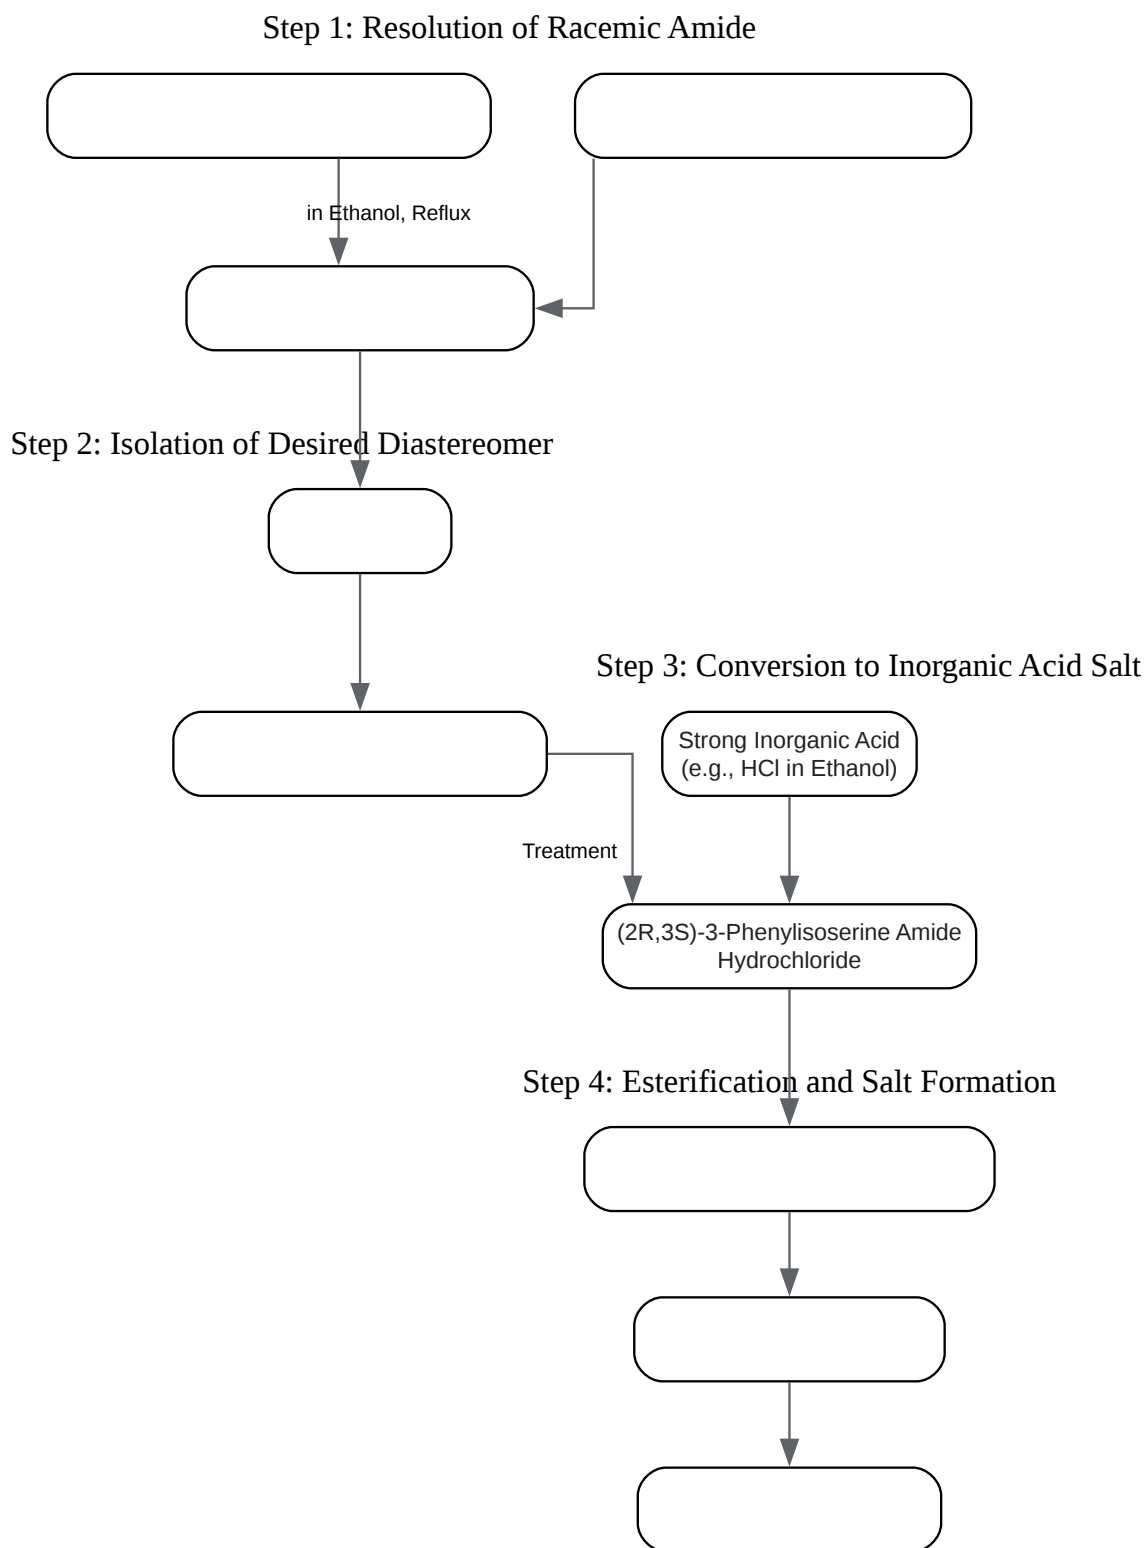 Step 1: Resolution of Racemic Amide
in Ethanol, Reflux
Step 2: Isolation of Desired Diastereomer
Step 3: Conversion to Inorganic Acid Salt
Strong Inorganic Acid
(e.g., HCl in Ethanol)
Treatment
(2R,3S)-3-Phenylisoserine Amide
Hydrochloride
Step 4: Esterification and Salt Formation